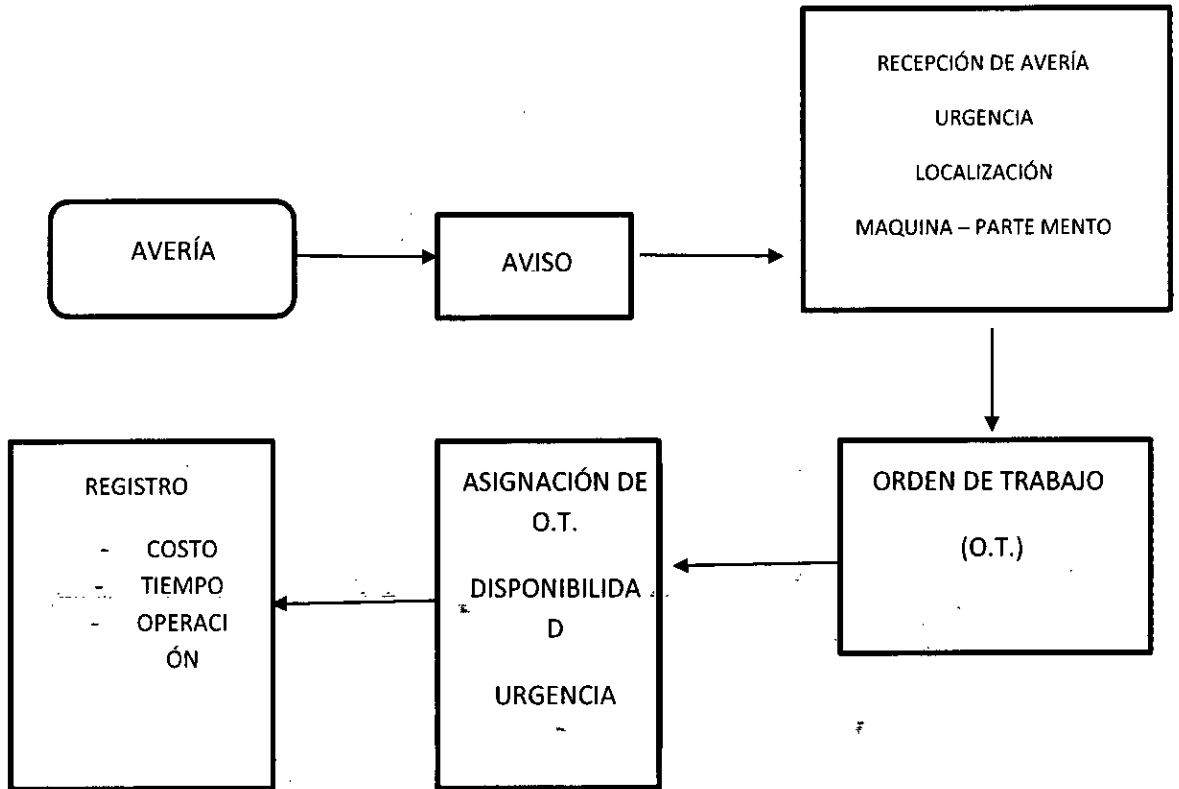 AVERÍA
AVISO
RECEPCIÓN DE AVERÍA
URGENCIA
LOCALIZACIÓN
MAQUINA – PARTE MENTO
ORDEN DE TRABAJO
(O.T.)
ASIGNACIÓN DE
O.T.
DISPONIBILIDA
D
URGENCIA
REGISTRO
- COSTO
- TIEMPO
- OPERACI
ÓN